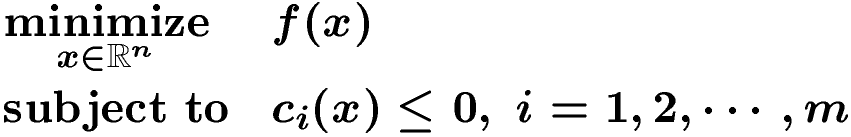 minimize f(x)
x∈ℝⁿ
subject to cᵢ(x) ≤ 0, i = 1, 2, ⋯ , m